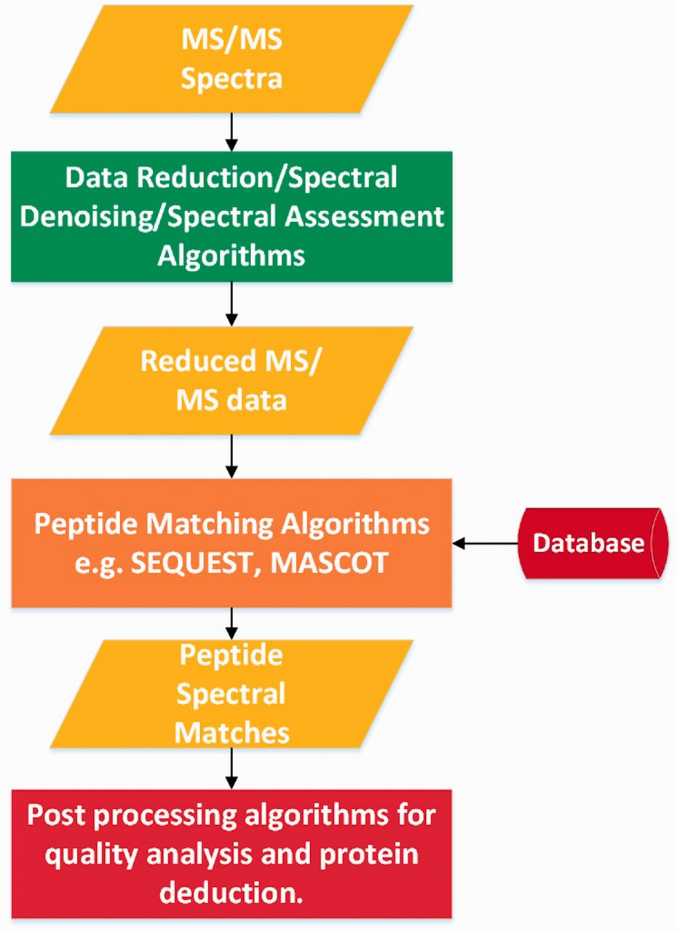 MS/MS
Spectra
Data Reduction/Spectral
Denoising/Spectral Assessment
Algorithms
Reduced MS/
MS data
Peptide Matching Algorithms
e.g. SEQUEST, MASCOT
Database
Peptide
Spectral
Matches
Post processing algorithms for
quality analysis and protein
deduction.